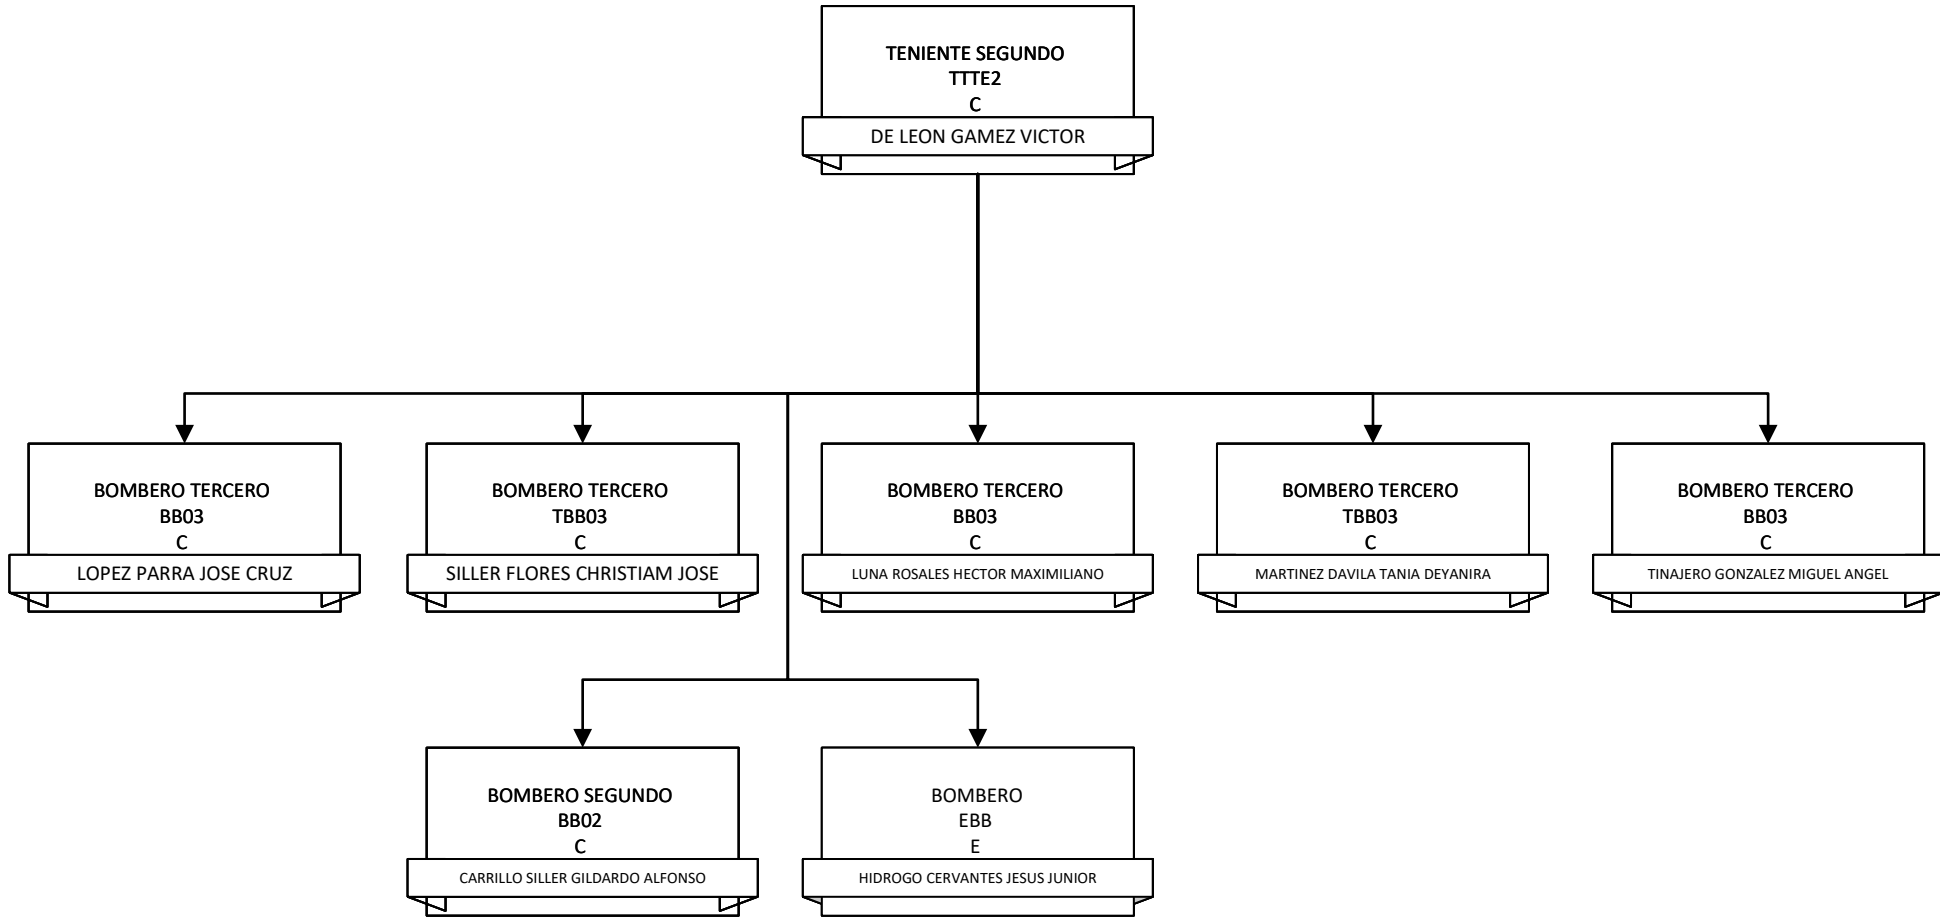 TENIENTE SEGUNDO
TTTE2
C
DE LEON GAMEZ VICTOR
BOMBERO TERCERO
BB03
C
LOPEZ PARRA JOSE CRUZ
BOMBERO TERCERO
TBB03
C
SILLER FLORES CHRISTIAM JOSE
BOMBERO TERCERO
BB03
C
LUNA ROSALES HECTOR MAXIMILIANO
BOMBERO TERCERO
TBB03
C
MARTINEZ DAVILA TANIA DEYANIRA
BOMBERO TERCERO
BB03
C
TINAJERO GONZALEZ MIGUEL ANGEL
BOMBERO SEGUNDO
BB02
C
CARRILLO SILLER GILDARDO ALFONSO
BOMBERO
EBB
E
HIDROGO CERVANTES JESUS JUNIOR